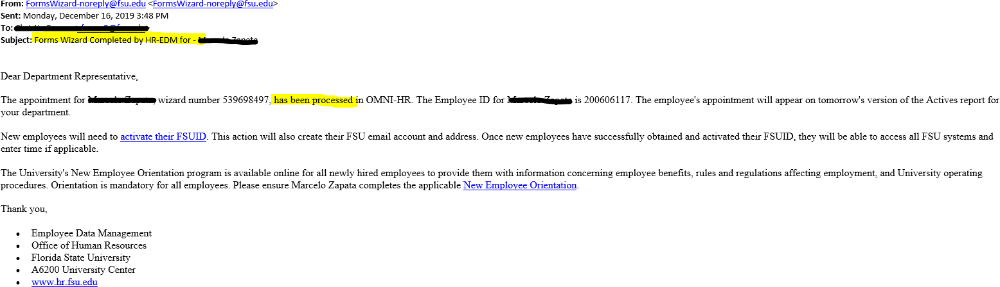 From: FormsWizard-noreply@fsu.edu <FormsWizard-noreply@fsu.edu>
Sent: Monday, December 16, 2019 3:48 PM
To:
Subject: Forms Wizard Completed by HR-EDM for -
Dear Department Representative,
The appointment for wizard number 539698497, has been processed in OMNI-HR. The Employee ID for is 200606117. The employee's appointment will appear on tomorrow's version of the Actives report for
your department.
New employees will need to activate their FSUID. This action will also create their FSU email account and address. Once new employees have successfully obtained and activated their FSUID, they will be able to access all FSU systems and
enter time if applicable.
The University's New Employee Orientation program is available online for all newly hired employees to provide them with information concerning employee benefits, rules and regulations affecting employment, and University operating
procedures. Orientation is mandatory for all employees. Please ensure Marcelo Zapata completes the applicable New Employee Orientation.
Thank you,
• Employee Data Management
• Office of Human Resources
• Florida State University
• A6200 University Center
• www.hr.fsu.edu